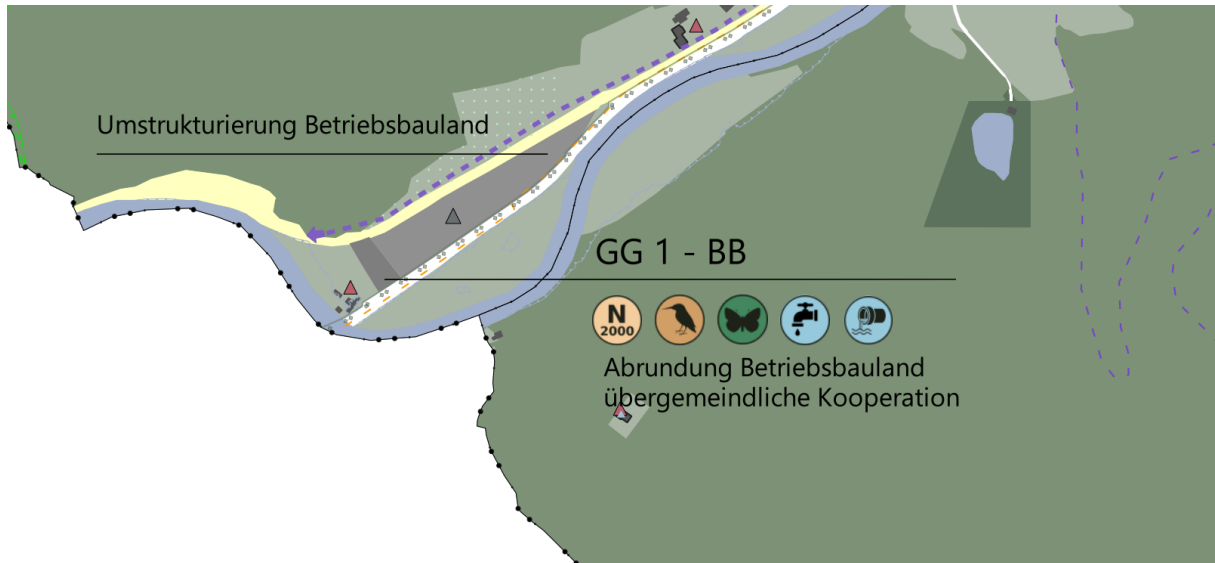 Umstrukturierung Betriebsbauland
GG 1 - BB
N
2000
Abrundung Betriebsbauland
übergemeindliche Kooperation